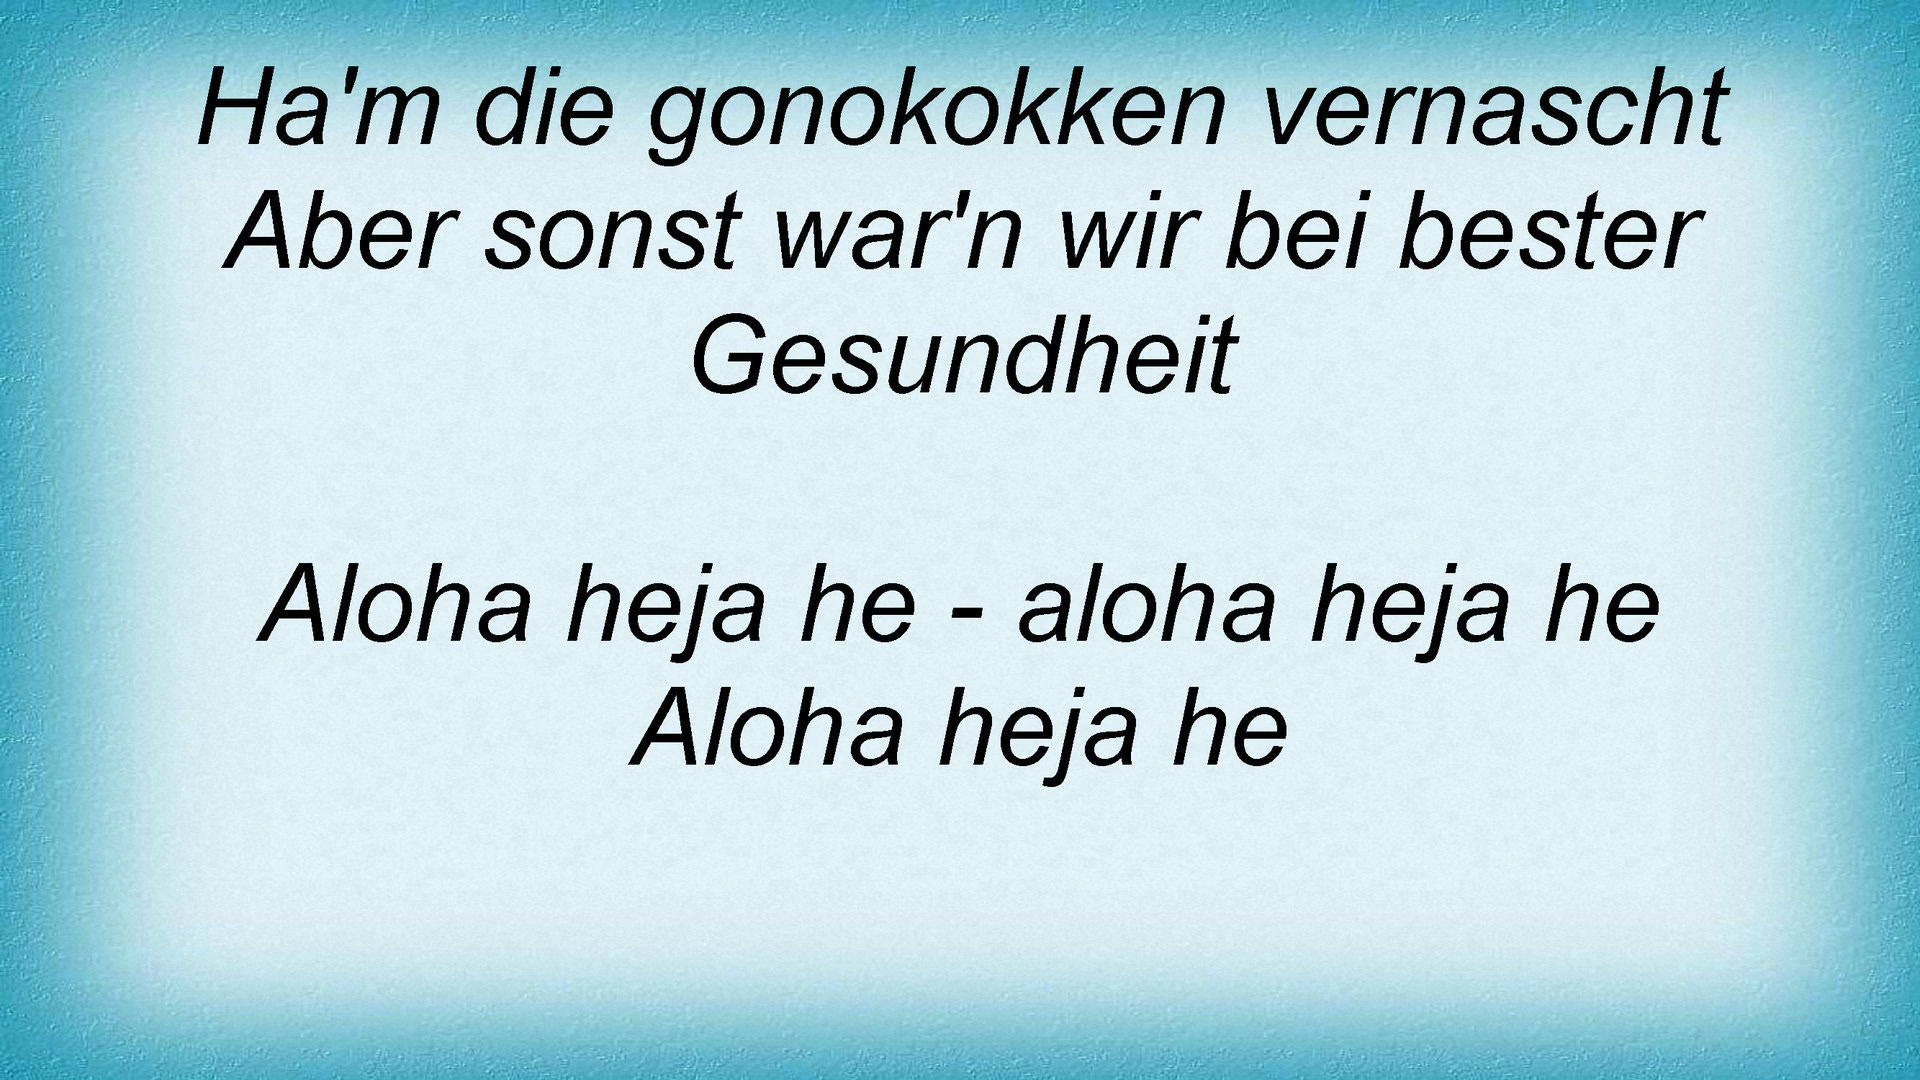 Ha'm die gonokokken vernascht
Aber sonst war'n wir bei bester
Gesundheit
Aloha heja he - aloha heja he
Aloha heja he